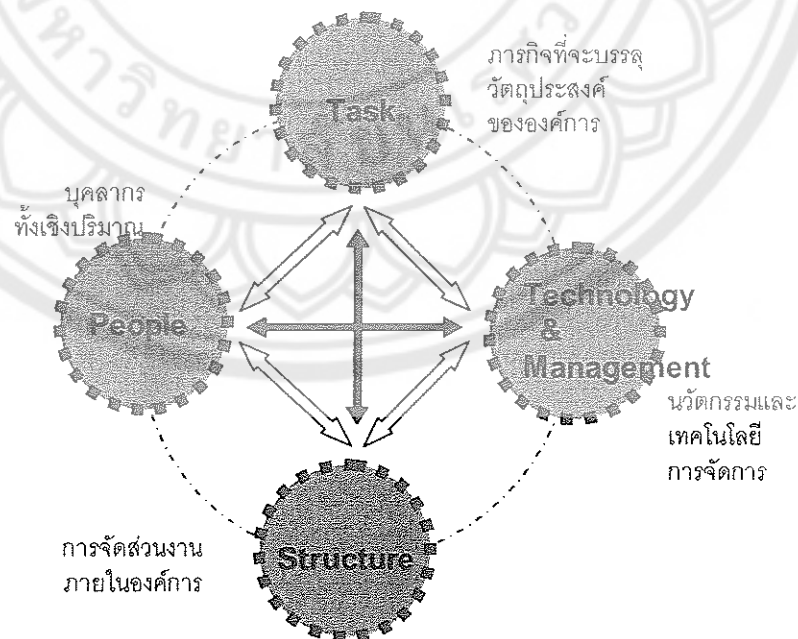 ภารกิจที่จะบรรลุ
วัตถุประสงค์
ขององค์การ
Task
บุคลากร
ทั้งเชิงปริมาณ
People
Technology
&
Management
นวัตกรรมและ
เทคโนโลยี
การจัดการ
การจัดส่วนงาน
ภายในองค์การ
Structure